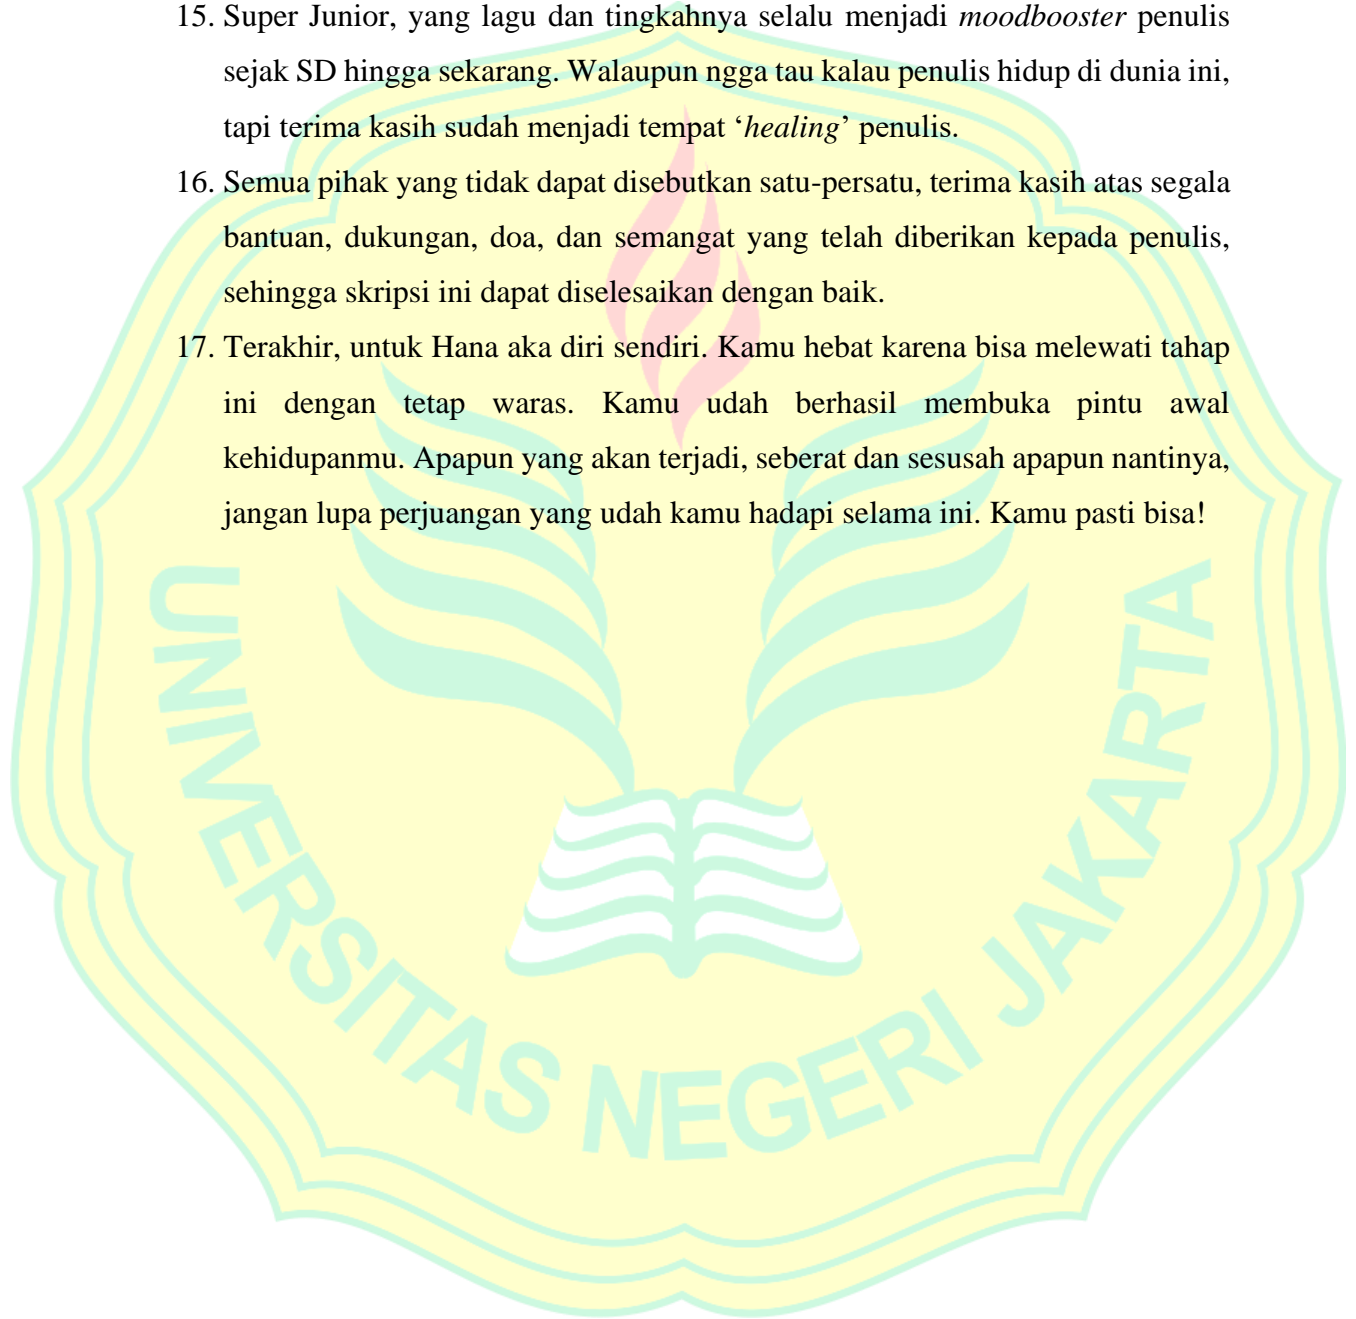 15. Super Junior, yang lagu dan tingkahnya selalu menjadi moodbooster penulis
sejak SD hingga sekarang. Walaupun ngga tau kalau penulis hidup di dunia ini,
tapi terima kasih sudah menjadi tempat ‘healing’ penulis.
16. Semua pihak yang tidak dapat disebutkan satu-persatu, terima kasih atas segala
bantuan, dukungan, doa, dan semangat yang telah diberikan kepada penulis,
sehingga skripsi ini dapat diselesaikan dengan baik.
17. Terakhir, untuk Hana aka diri sendiri. Kamu hebat karena bisa melewati tahap
ini dengan tetap waras. Kamu udah berhasil membuka pintu awal
kehidupanmu. Apapun yang akan terjadi, seberat dan sesusah apapun nantinya,
jangan lupa perjuangan yang udah kamu hadapi selama ini. Kamu pasti bisa!
UNIVERSITAS NEGERI JAKARTA